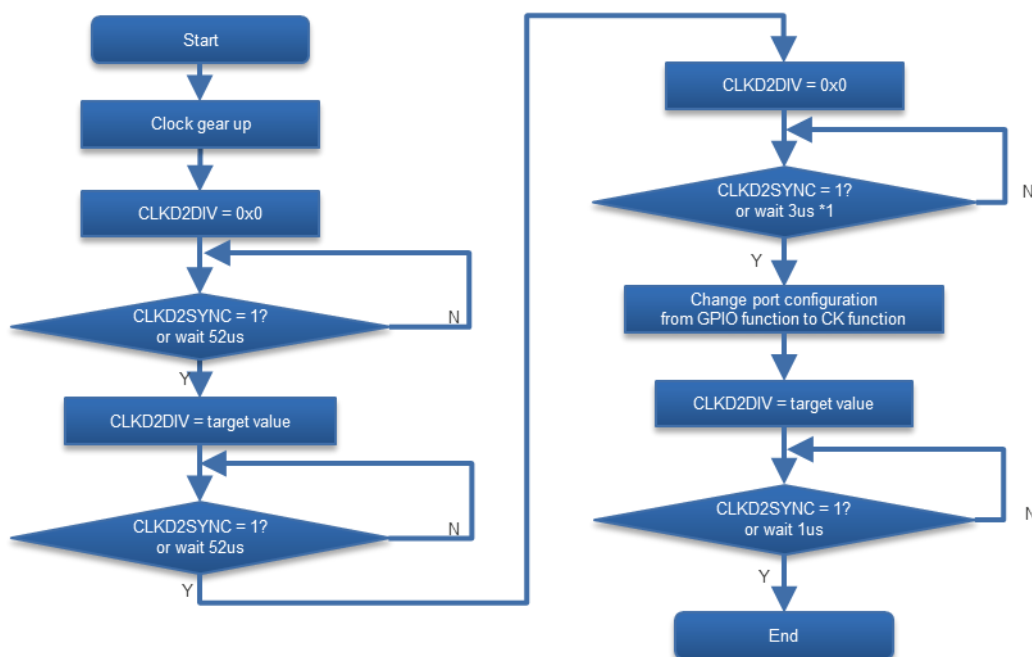 Start
Clock gear up
CLKD2DIV = 0x0
CLKD2SYNC = 1?
or wait 52us
N
Y
CLKD2DIV = target value
CLKD2SYNC = 1?
or wait 52us
N
Y
CLKD2DIV = 0x0
CLKD2SYNC = 1?
or wait 3us *1
N
Y
Change port configuration
from GPIO function to CK function
CLKD2DIV = target value
CLKD2SYNC = 1?
or wait 1us
N
Y
End